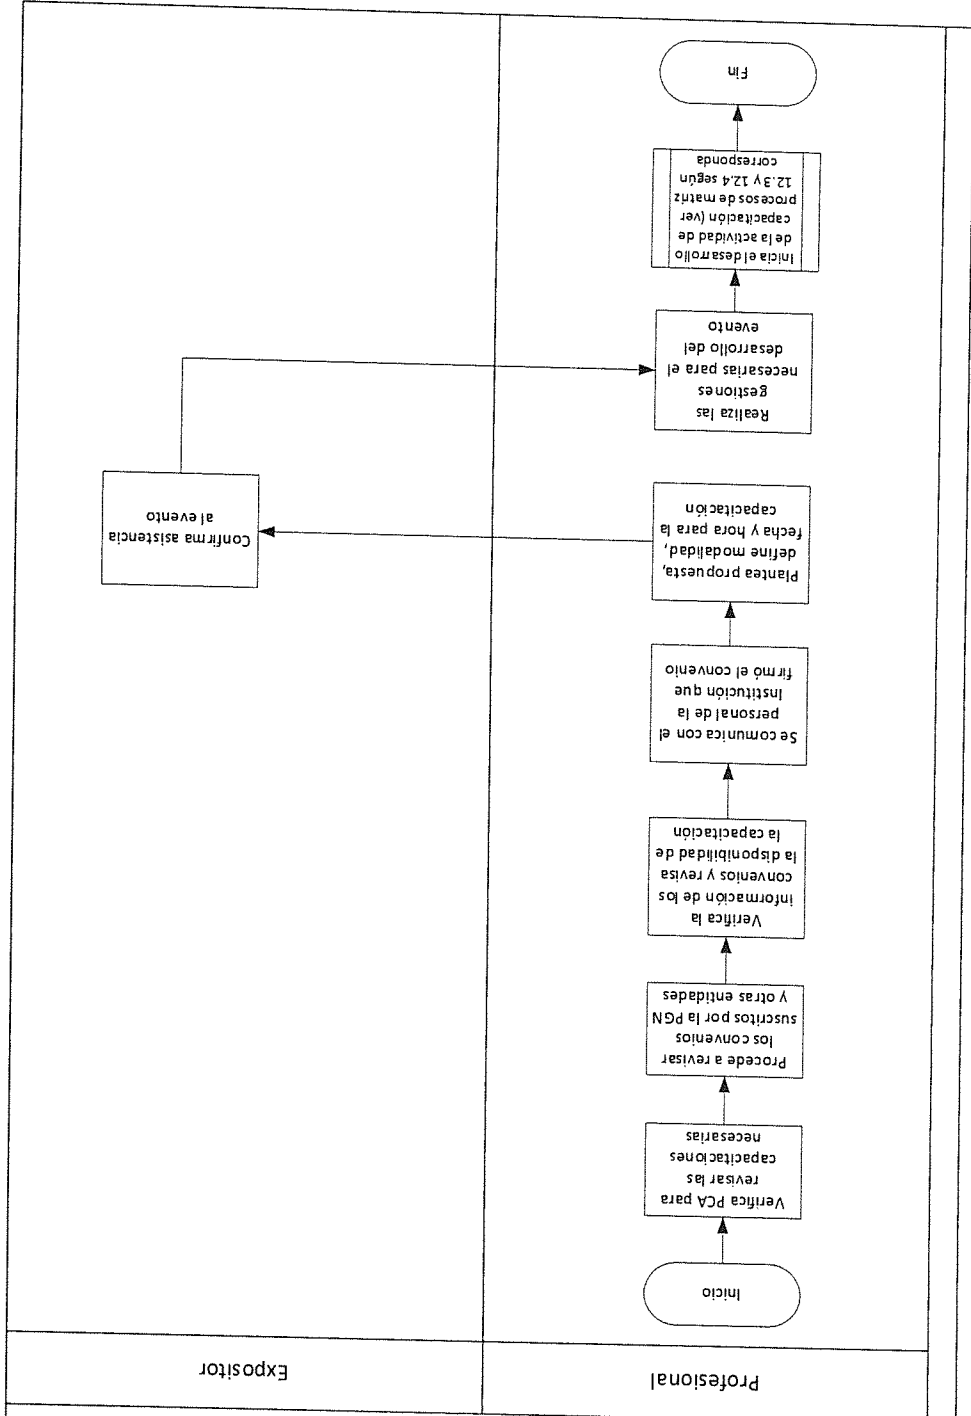 Profesional
Expositor
Inicio
Verifica PCA para
revisar las
capacitaciones
necesarias
Procede a revisar
los convenios
suscritos por la PGN
y otras entidades
Verifica la
información de los
convenios y revisa
la disponibilidad de
la capacitación
Se comunica con el
personal de la
Institución que
firmó el convenio
Plantea propuesta,
define modalidad,
fecha y hora para la
capacitación
Confirma asistencia
al evento
Realiza las
gestiones
necesarias para el
desarrollo del
evento
Inicia el desarrollo
de la actividad de
capacitación (ver
procesos de matriz
12.3 y 12.4 según
corresponda
Fin